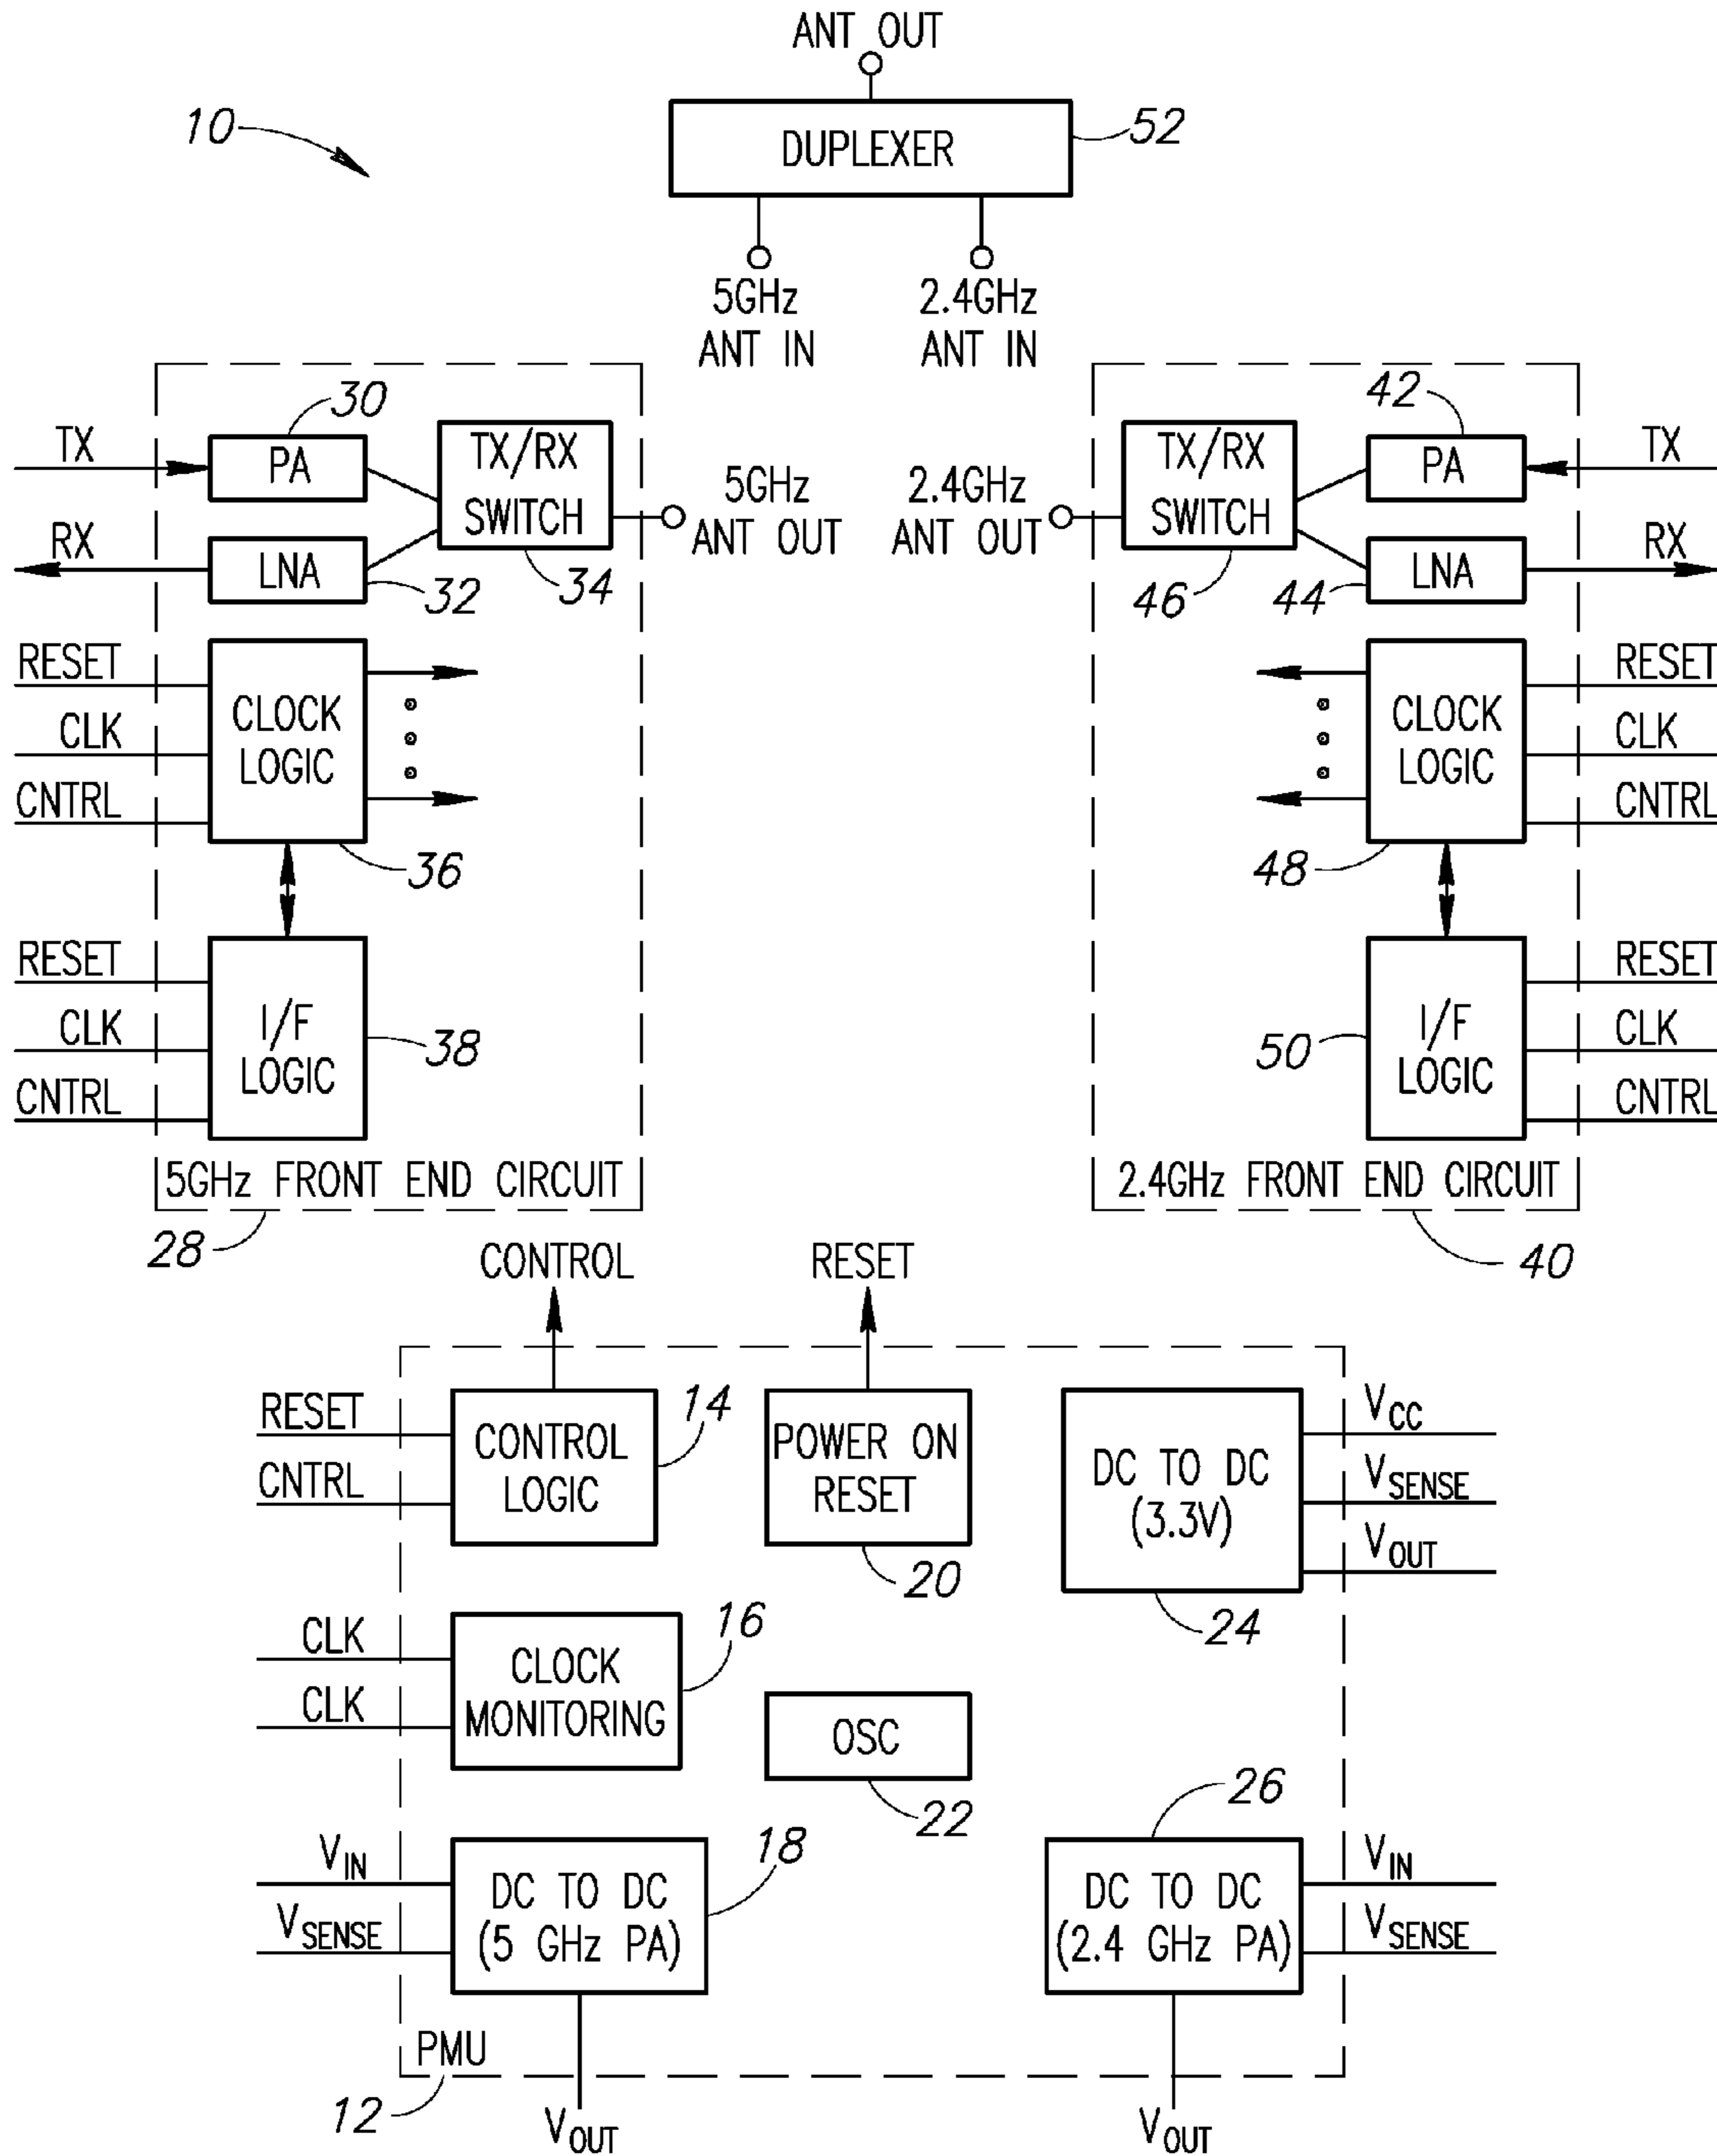 ANT OUT
10
DUPLEXER
52
5GHz
ANT IN
2.4GHz
ANT IN
30
TX
PA
TX/RX
SWITCH
5GHz
ANT OUT
RX
LNA
32
34
RESET
CLK
CNTRL
CLOCK
LOGIC
36
RESET
CLK
CNTRL
I/F
LOGIC
38
5GHz FRONT END CIRCUIT
28
42
2.4GHz
ANT OUT
TX/RX
SWITCH
PA
TX
46
44
LNA
RX
CLOCK
LOGIC
RESET
CLK
CNTRL
48
50
I/F
LOGIC
RESET
CLK
CNTRL
2.4GHz FRONT END CIRCUIT
40
CONTROL
RESET
RESET
CNTRL
CONTROL
LOGIC
14
POWER ON
RESET
20
DC TO DC
(3.3V)
24
VCC
VSENSE
VOUT
CLK
CLK
CLOCK
MONITORING
16
OSC
22
VIN
VSENSE
DC TO DC
(5 GHz PA)
18
26
DC TO DC
(2.4 GHz PA)
VIN
VSENSE
PMU
12
VOUT
VOUT